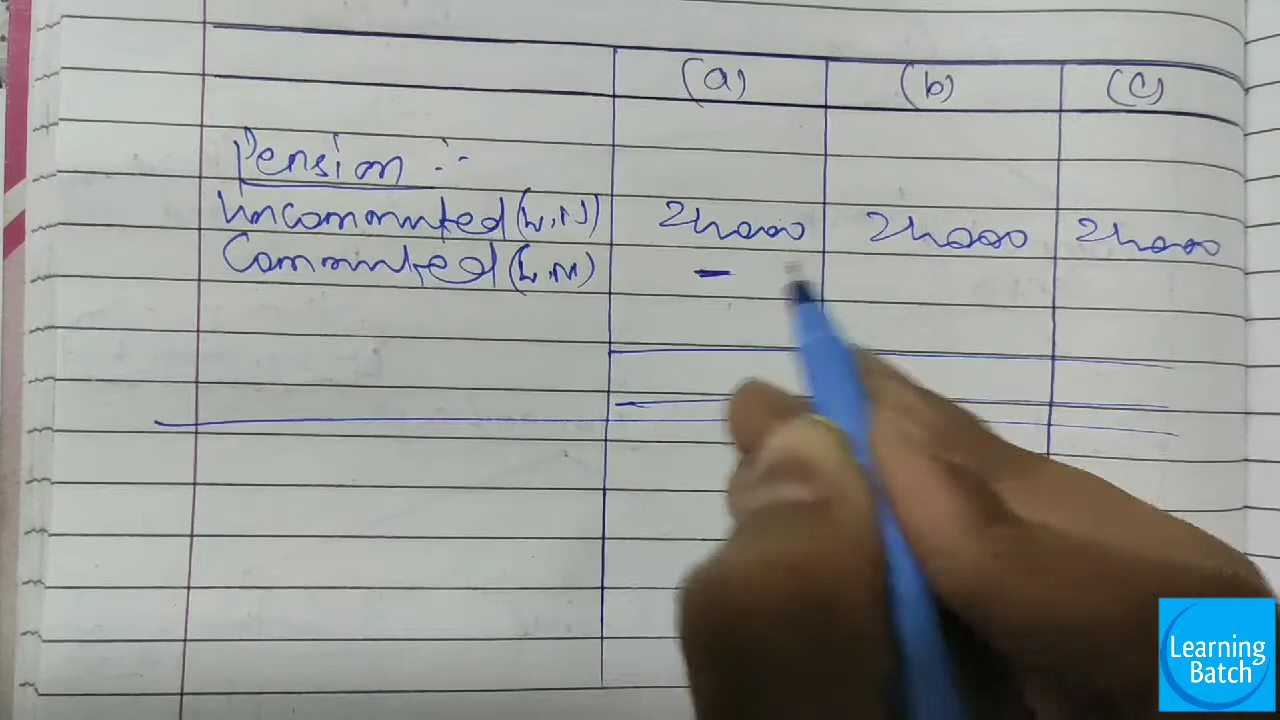 (a) (b) (c)
Pension :-
Uncommuted (W.N) 24000 24000 24000
Commuted (W.N) -
Learning
Batch